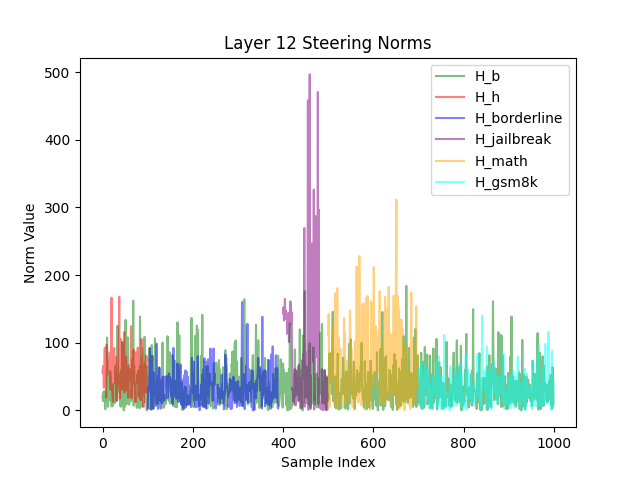 Layer 12 Steering Norms
500
400
300
200
100
0
Norm Value
0
200
400
600
800
1000
Sample Index
H_b
H_h
H_borderline
H_jailbreak
H_math
H_gsm8k